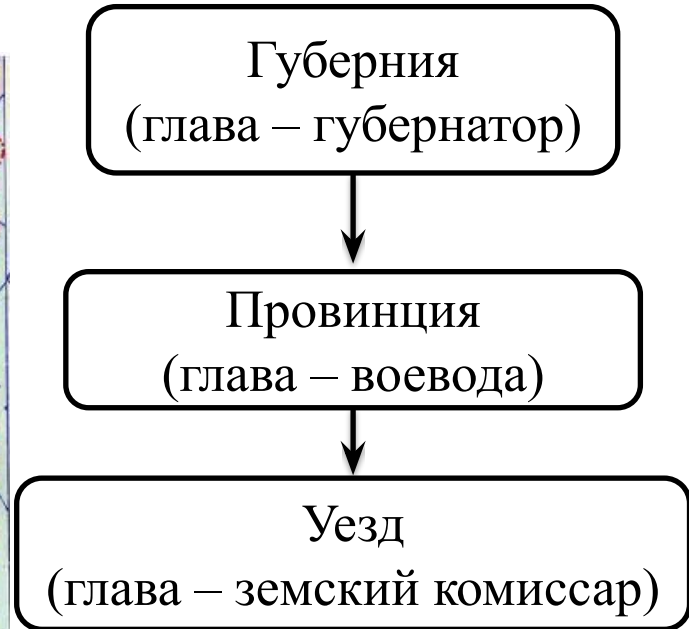 Губерния
(глава – губернатор)
Провинция
(глава – воевода)
Уезд
(глава – земский комиссар)